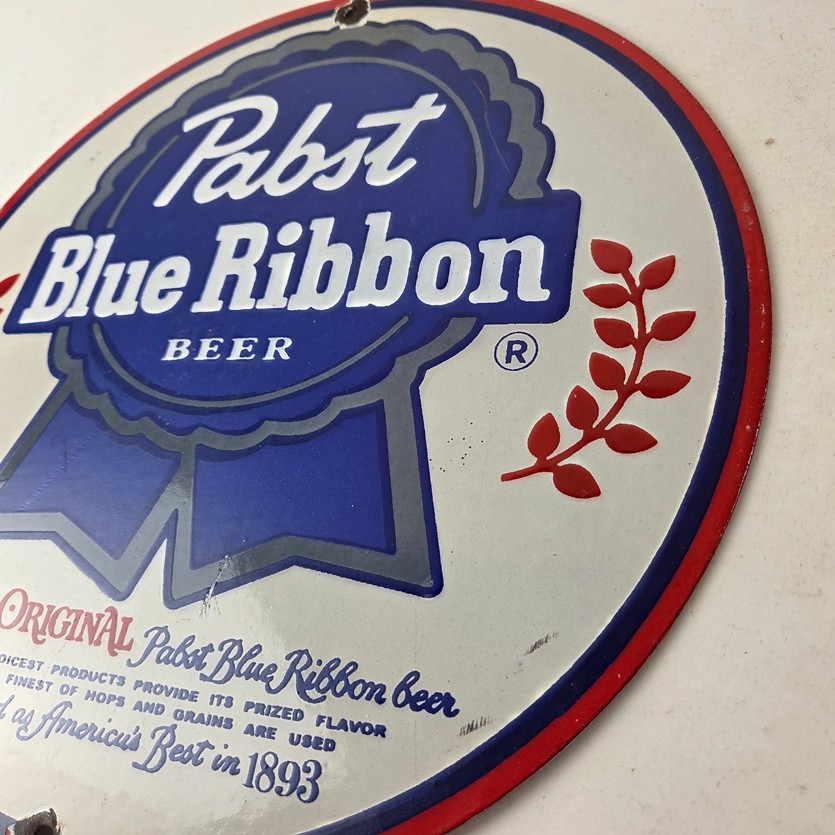 Pabst
Blue Ribbon
BEER
®
ORIGINAL Pabst Blue Ribbon beer
PRODUCTS PROVIDE ITS PRIZED FLAVOR
FINEST OF HOPS AND GRAINS ARE USED
as America's Best in 1893